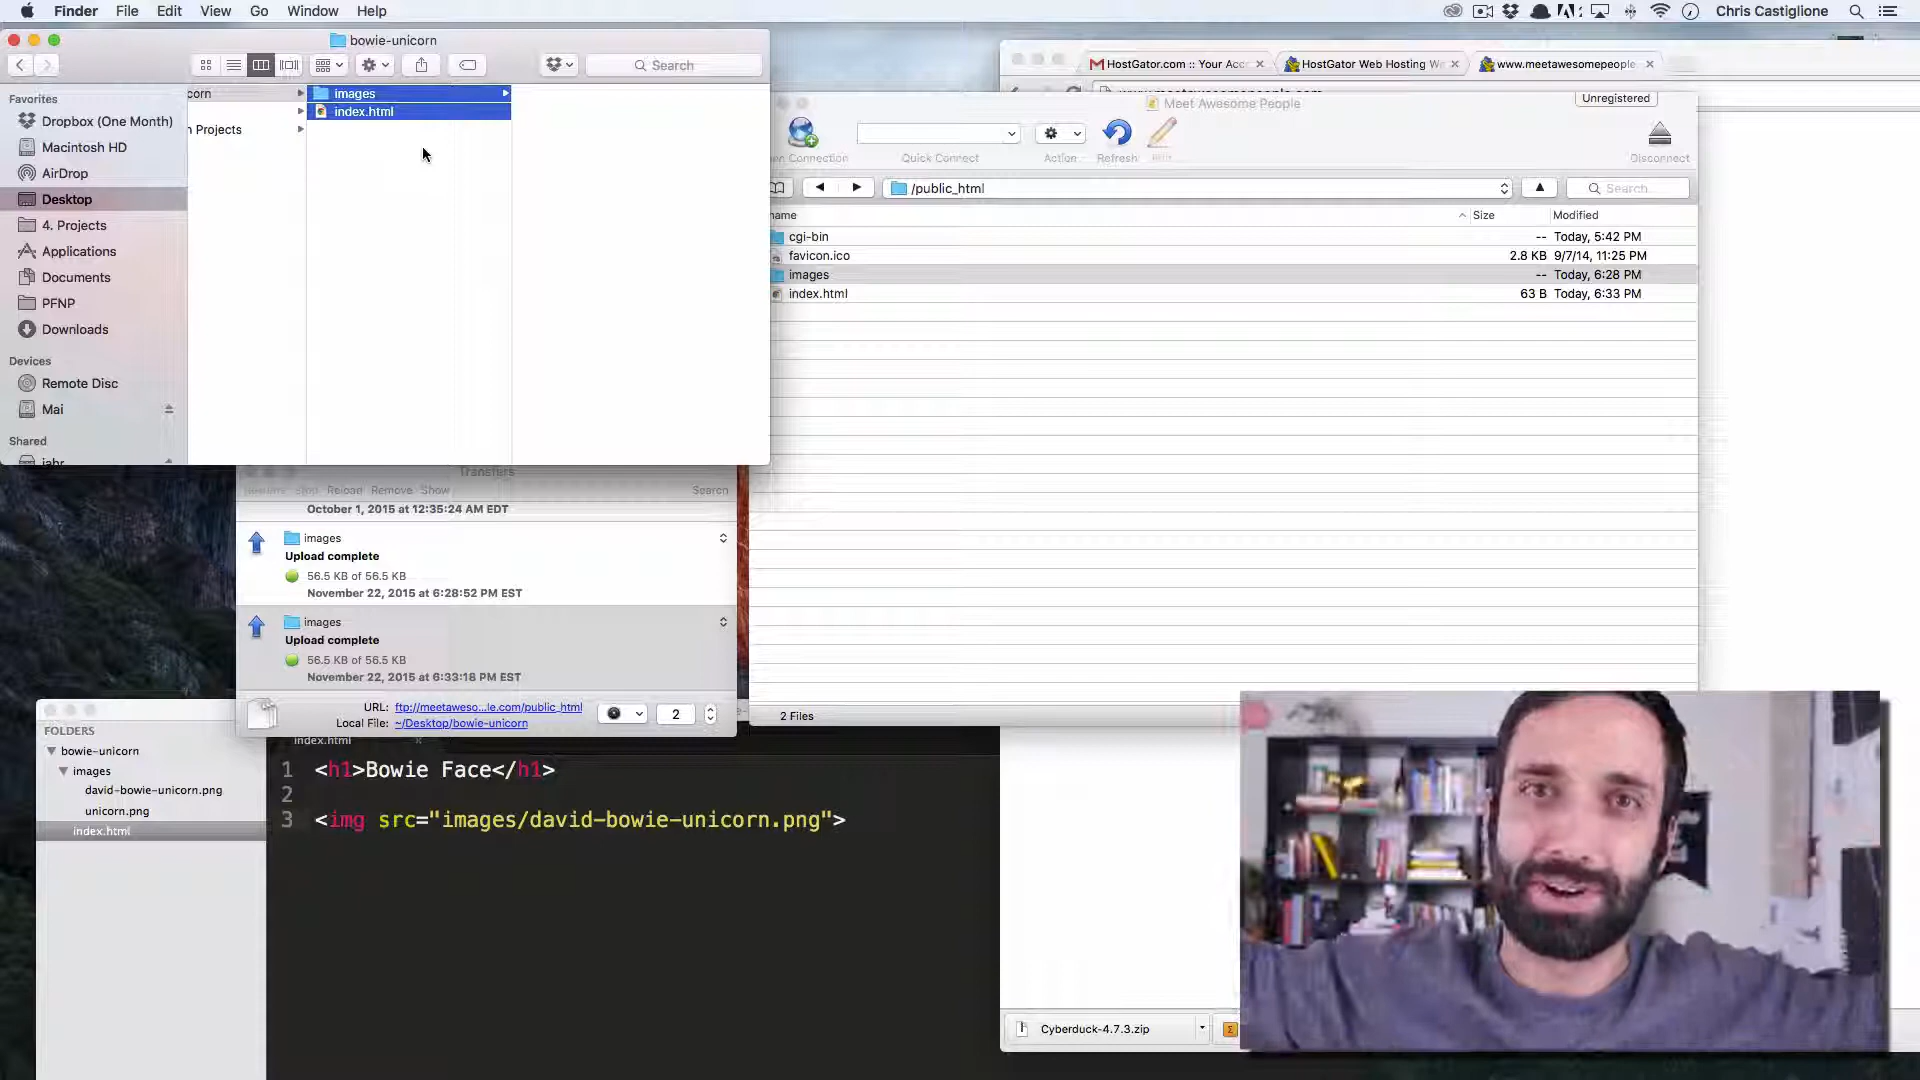 Finder File Edit View Go Window Help
Chris Castiglione
bowie-unicorn
Search
Favorites
Dropbox (One Month)
Macintosh HD
AirDrop
Desktop
4. Projects
Applications
Documents
PFNP
Downloads
Devices
Remote Disc
Mai
Shared
corn
Projects
images
index.html
HostGator.com :: Your Acc
HostGator Web Hosting We
www.meetawesomepeople
Meet Awesome People
Unregistered
Connection
Quick Connect
Action
Refresh
Disconnect
/public_html
Search
name Size Modified
cgi-bin -- Today, 5:42 PM
favicon.ico 2.8 KB 9/7/14, 11:25 PM
images -- Today, 6:28 PM
index.html 63 B Today, 6:33 PM
2 Files
Transfers
Reload Remove Show Search
October 1, 2015 at 12:35:24 AM EDT
images
Upload complete
56.5 KB of 56.5 KB
November 22, 2015 at 6:28:52 PM EST
images
Upload complete
56.5 KB of 56.5 KB
November 22, 2015 at 6:33:18 PM EST
URL: ftp://meetaweso...le.com/public_html
Local File: ~/Desktop/bowie-unicorn
2
FOLDERS
bowie-unicorn
images
david-bowie-unicorn.png
unicorn.png
index.html
index.html
1 <h1>Bowie Face</h1>
2
3 <img src="images/david-bowie-unicorn.png">
Cyberduck-4.7.3.zip